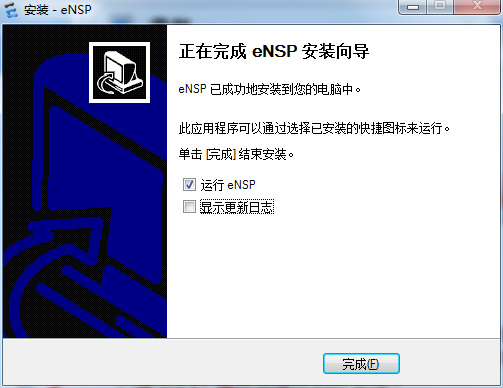 安装 - eNSP
正在完成 eNSP 安装向导
eNSP 已成功地安装到您的电脑中。
此应用程序可以通过选择已安装的快捷图标来运行。
单击 [完成] 结束安装。
运行 eNSP
显示更新日志
完成(F)